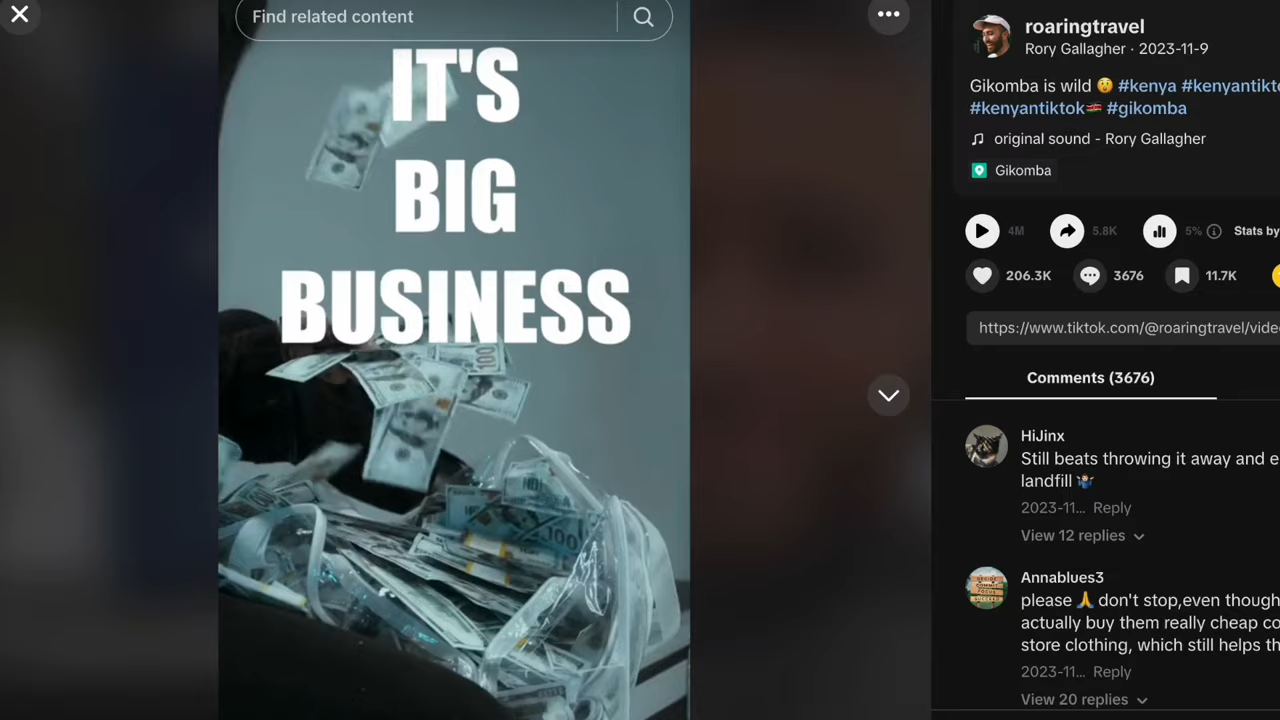 Find related content
IT'S
BIG
BUSINESS
roaringtravel
Rory Gallagher · 2023-11-9
Gikomba is wild 😲 #kenya #kenyantikto
#kenyantiktok🇰🇪 #gikomba
original sound - Rory Gallagher
Gikomba
4M
5.8K
5%
Stats by
206.3K
3676
11.7K
https://www.tiktok.com/@roaringtravel/vide
Comments (3676)
HiJinx
Still beats throwing it away and e
landfill 🤷🏻‍♂️
2023-11... Reply
View 12 replies
Annablues3
please 🙏 don't stop,even though
actually buy them really cheap co
store clothing, which still helps th
2023-11... Reply
View 20 replies